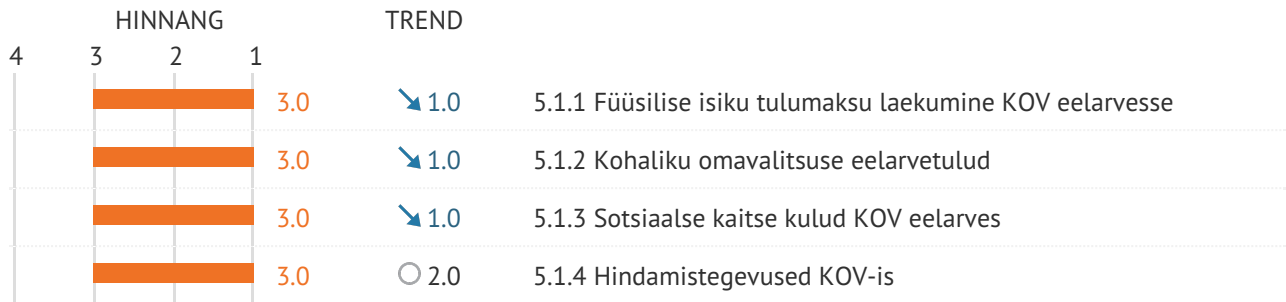 HINNANG TREND
4 3 2 1
3.0 1.0 5.1.1 Füüsilise isiku tulumaksu laekumine KOV eelarvesse
3.0 1.0 5.1.2 Kohaliku omavalitsuse eelarvetulud
3.0 1.0 5.1.3 Sotsiaalse kaitse kulud KOV eelarves
3.0 2.0 5.1.4 Hindamistegevused KOV-is